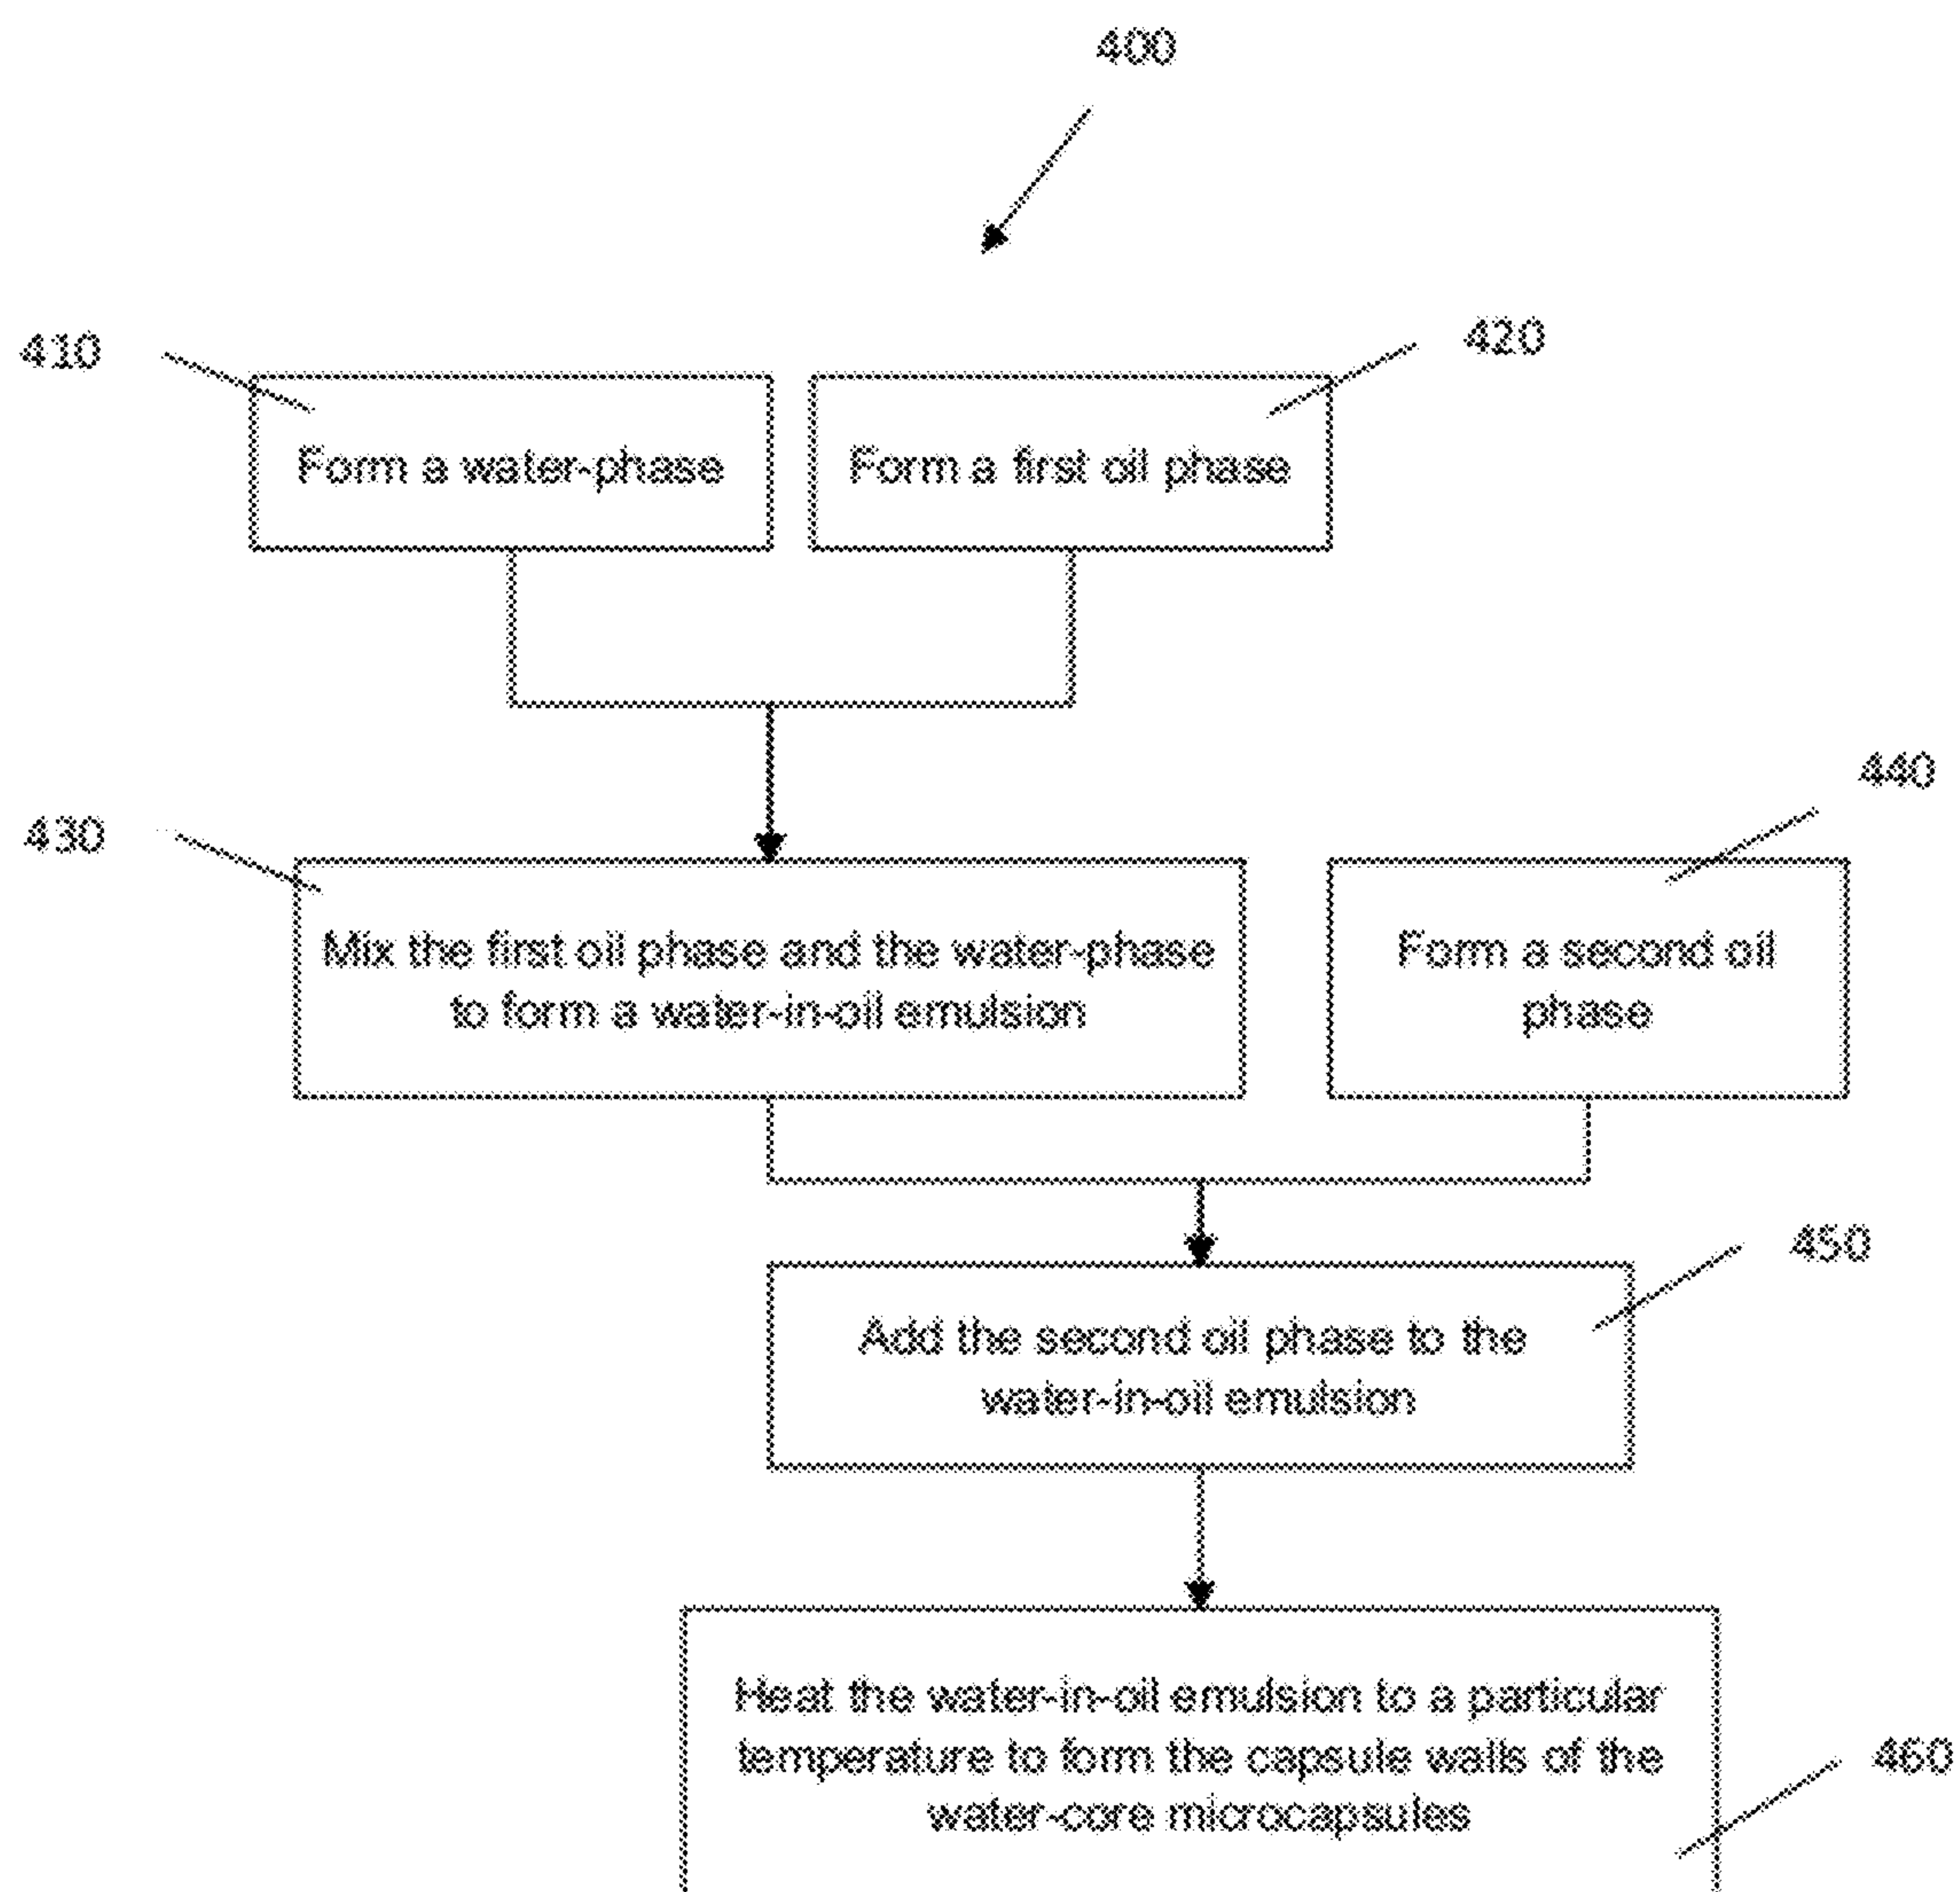 400
410
420
Form a water-phase
Form a first oil phase
430
440
Mix the first oil phase and the water-phase
to form a water-in-oil emulsion
Form a second oil
phase
450
Add the second oil phase to the
water-in-oil emulsion
Heat the water-in-oil emulsion to a particular
temperature to form the capsule walls of the
water-core microcapsules
460